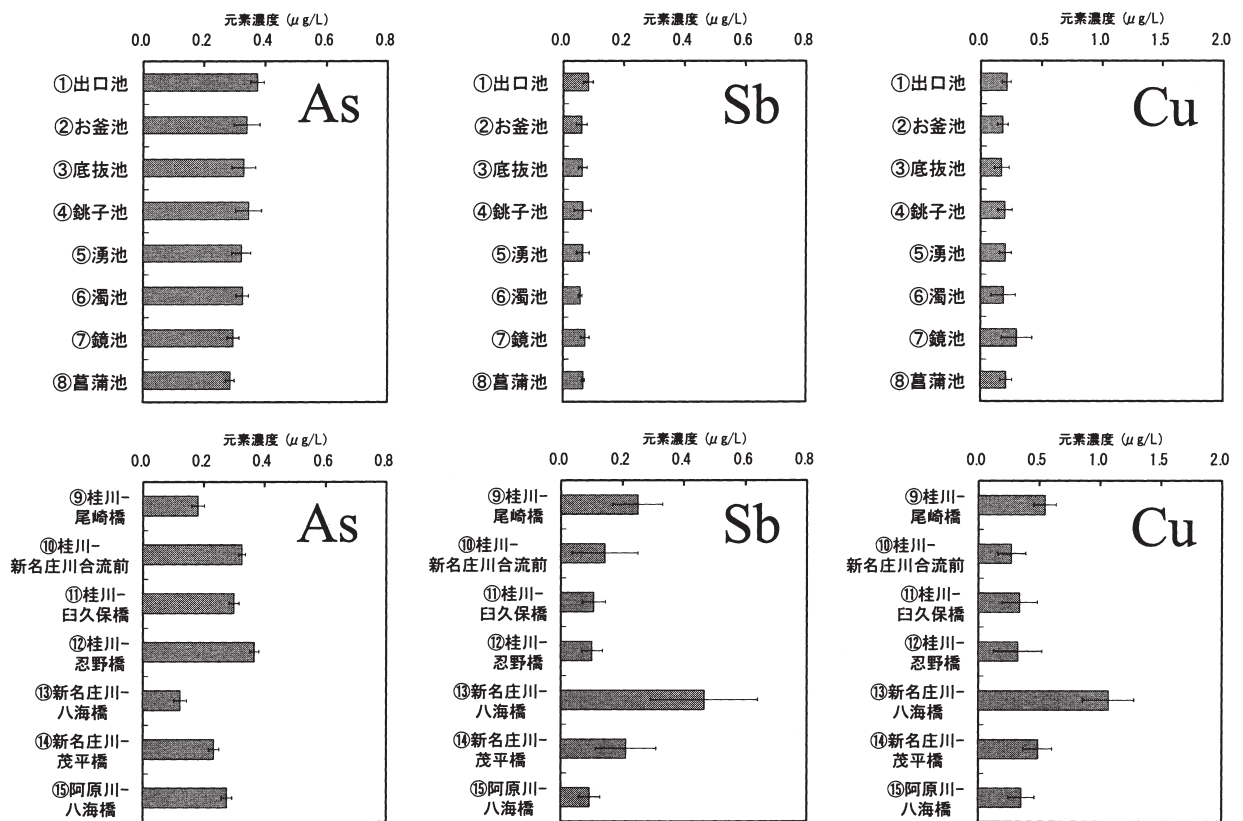 元素濃度 (μg/L)
0.0 0.2 0.4 0.6 0.8
As
①出口池
②お釜池
③底抜池
④銚子池
⑤湧池
⑥濁池
⑦鏡池
⑧菖蒲池
元素濃度 (μg/L)
0.0 0.2 0.4 0.6 0.8
Sb
①出口池
②お釜池
③底抜池
④銚子池
⑤湧池
⑥濁池
⑦鏡池
⑧菖蒲池
元素濃度 (μg/L)
0.0 0.5 1.0 1.5 2.0
Cu
①出口池
②お釜池
③底抜池
④銚子池
⑤湧池
⑥濁池
⑦鏡池
⑧菖蒲池
元素濃度 (μg/L)
0.0 0.2 0.4 0.6 0.8
As
⑨桂川-
尾崎橋
⑩桂川-
新名庄川合流前
⑪桂川-
臼久保橋
⑫桂川-
忍野橋
⑬新名庄川-
八海橋
⑭新名庄川-
茂平橋
⑮阿原川-
八海橋
元素濃度 (μg/L)
0.0 0.2 0.4 0.6 0.8
Sb
⑨桂川-
尾崎橋
⑩桂川-
新名庄川合流前
⑪桂川-
臼久保橋
⑫桂川-
忍野橋
⑬新名庄川-
八海橋
⑭新名庄川-
茂平橋
⑮阿原川-
八海橋
元素濃度 (μg/L)
0.0 0.5 1.0 1.5 2.0
Cu
⑨桂川-
尾崎橋
⑩桂川-
新名庄川合流前
⑪桂川-
臼久保橋
⑫桂川-
忍野橋
⑬新名庄川-
八海橋
⑭新名庄川-
茂平橋
⑮阿原川-
八海橋